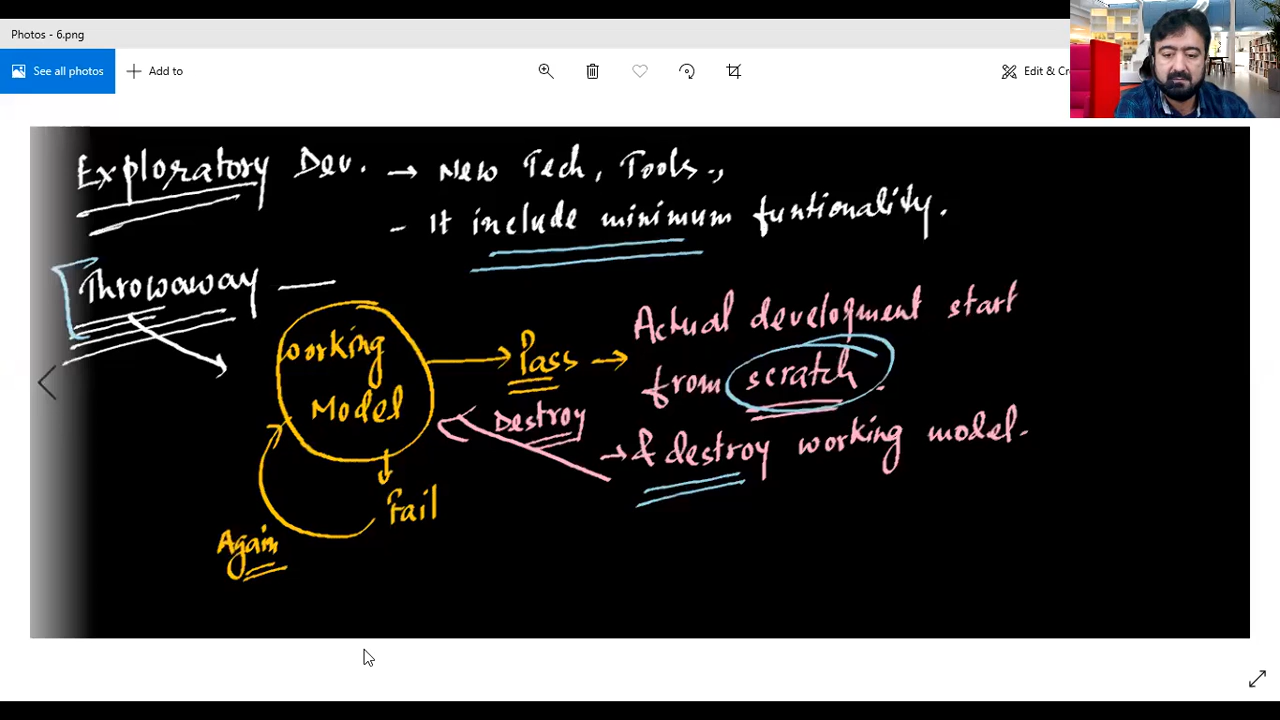 Photos - 6.png
See all photos
Add to
Edit & Cr
Exploratory Dev. → New Tech, Tools..,
- It include minimum funtionality.
Throwaway —
working
Model
→ Pass → Actual development start
from scratch.
Destroy
→ & destroy working model.
Fail
Again